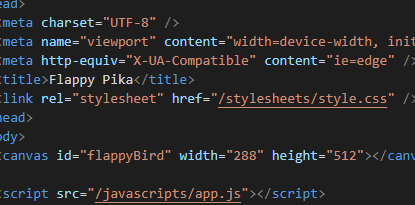 ead>
meta charset="UTF-8" />
meta name="viewport" content="width=device-width, init
meta http-equiv="X-UA-Compatible" content="ie=edge" />
title>Flappy Pika</title>
link rel="stylesheet" href="/stylesheets/style.css" />
head>
body>
canvas id="flappyBird" width="288" height="512"></canv
script src="/javascripts/app.js"></script>